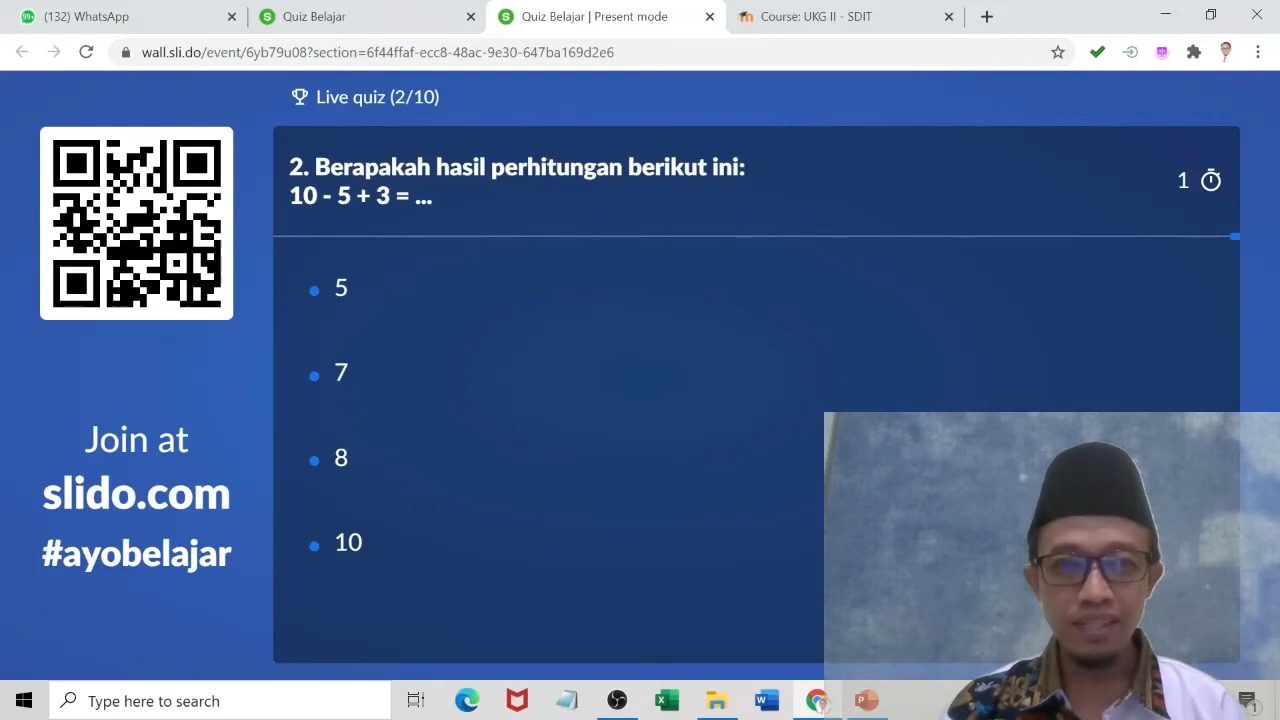 (132) WhatsApp
Quiz Belajar
Quiz Belajar | Present mode
Course: UKG II - SDIT
wall.sli.do/event/6yb79u08?section=6f44ffaf-ecc8-48ac-9e30-647ba169d2e6
Live quiz (2/10)
2. Berapakah hasil perhitungan berikut ini:
10 - 5 + 3 = ...
1
5
7
8
10
Join at
slido.com
#ayobelajar
Type here to search